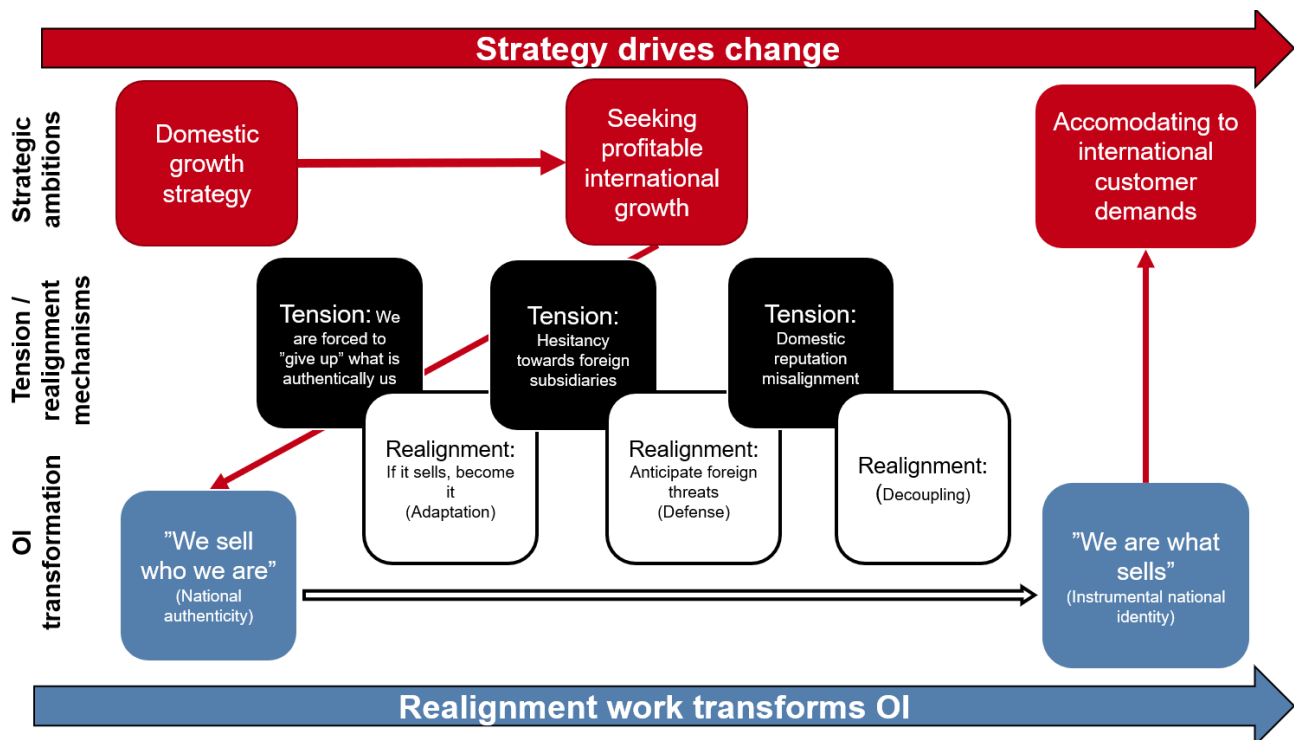 Strategy drives change
Strategic
ambitions
Domestic
growth
strategy
Seeking
profitable
international
growth
Accomodating to
international
customer
demands
Tension /
realignment
mechanisms
Tension: We
are forced to
”give up” what is
authentically us
Tension:
Hesitancy
towards foreign
subsidiaries
Tension:
Domestic
reputation
misalignment
Realignment:
If it sells, become
it
(Adaptation)
Realignment:
Anticipate foreign
threats
(Defense)
Realignment:
(Decoupling)
OI
transformation
”We sell
who we are”
(National
authenticity)
”We are what
sells”
(Instrumental national
identity)
Realignment work transforms OI